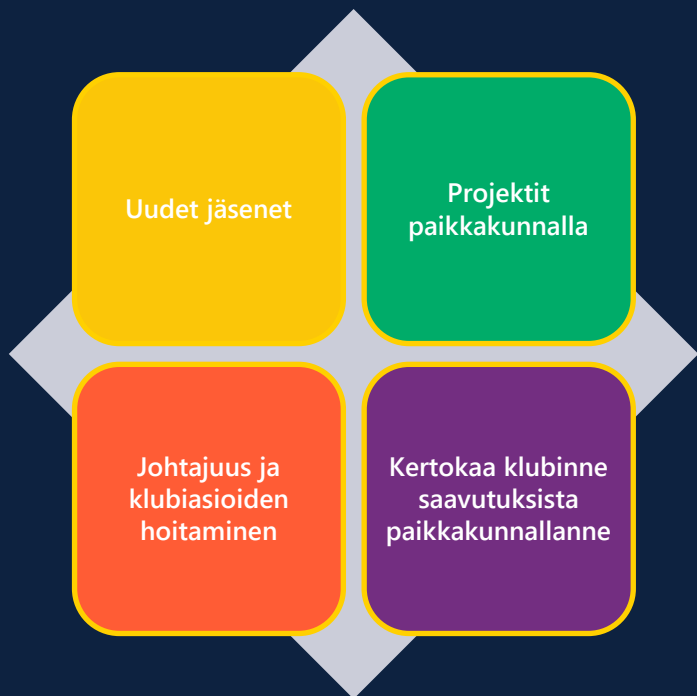 Uudet jäsenet
Projektit
paikkakunnalla
Johtajuus ja
klubiasioiden
hoitaminen
Kertokaa klubinne
saavutuksista
paikkakunnallanne